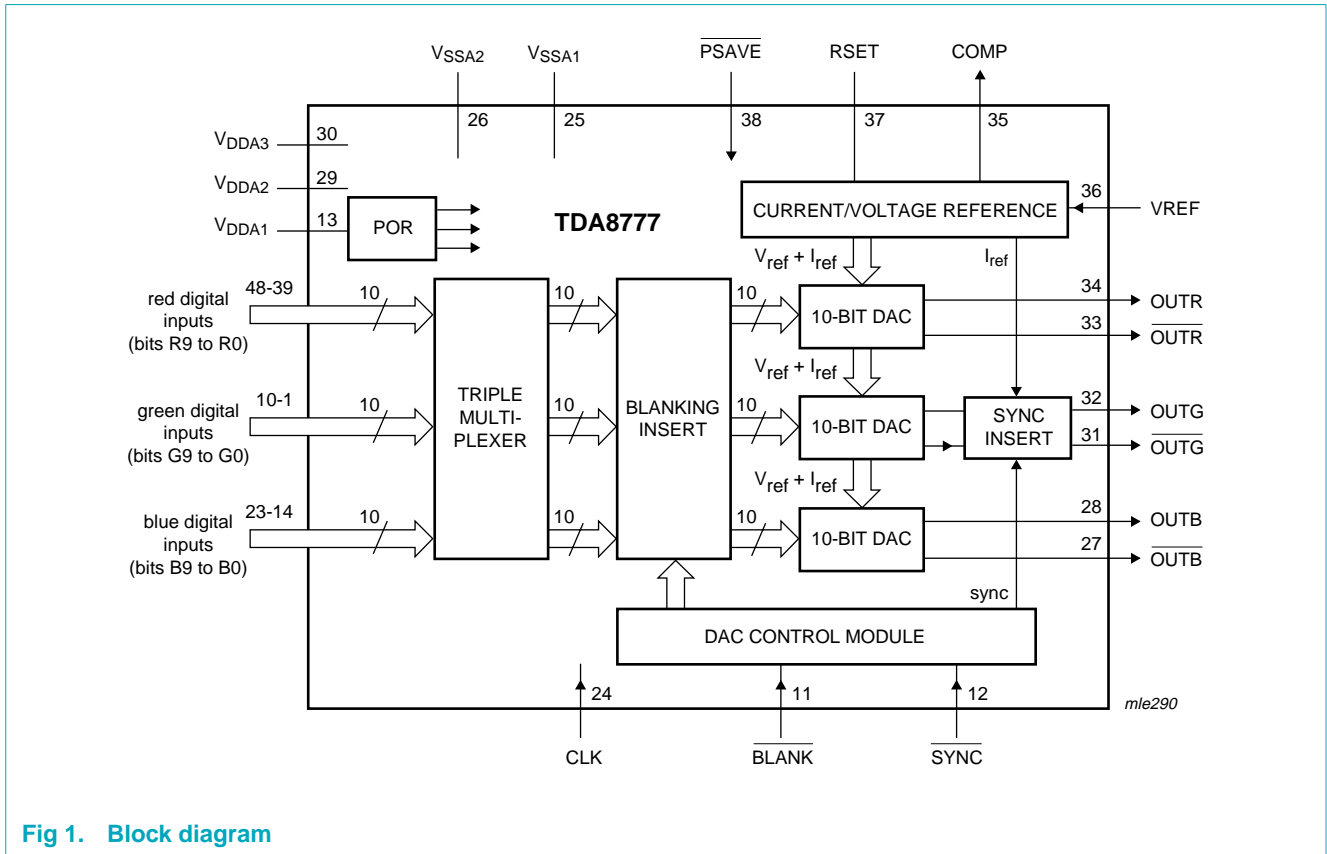 VSSA2
VSSA1
PSAVE
RSET
COMP
26
25
38
37
35
VDDA3
30
VDDA2
29
VDDA1
13
POR
TDA8777
CURRENT/VOLTAGE REFERENCE
36
VREF
Vref + Iref
Iref
red digital
inputs
(bits R9 to R0)
48-39
10
10
10
10-BIT DAC
34
OUTR
33
OUTR
Vref + Iref
green digital
inputs
(bits G9 to G0)
10-1
10
TRIPLE
MULTI-
PLEXER
10
BLANKING
INSERT
10
10-BIT DAC
SYNC
INSERT
32
OUTG
31
OUTG
Vref + Iref
blue digital
inputs
(bits B9 to B0)
23-14
10
10
10
10-BIT DAC
28
OUTB
27
OUTB
sync
DAC CONTROL MODULE
24
11
12
mle290
CLK
BLANK
SYNC
Fig 1. Block diagram